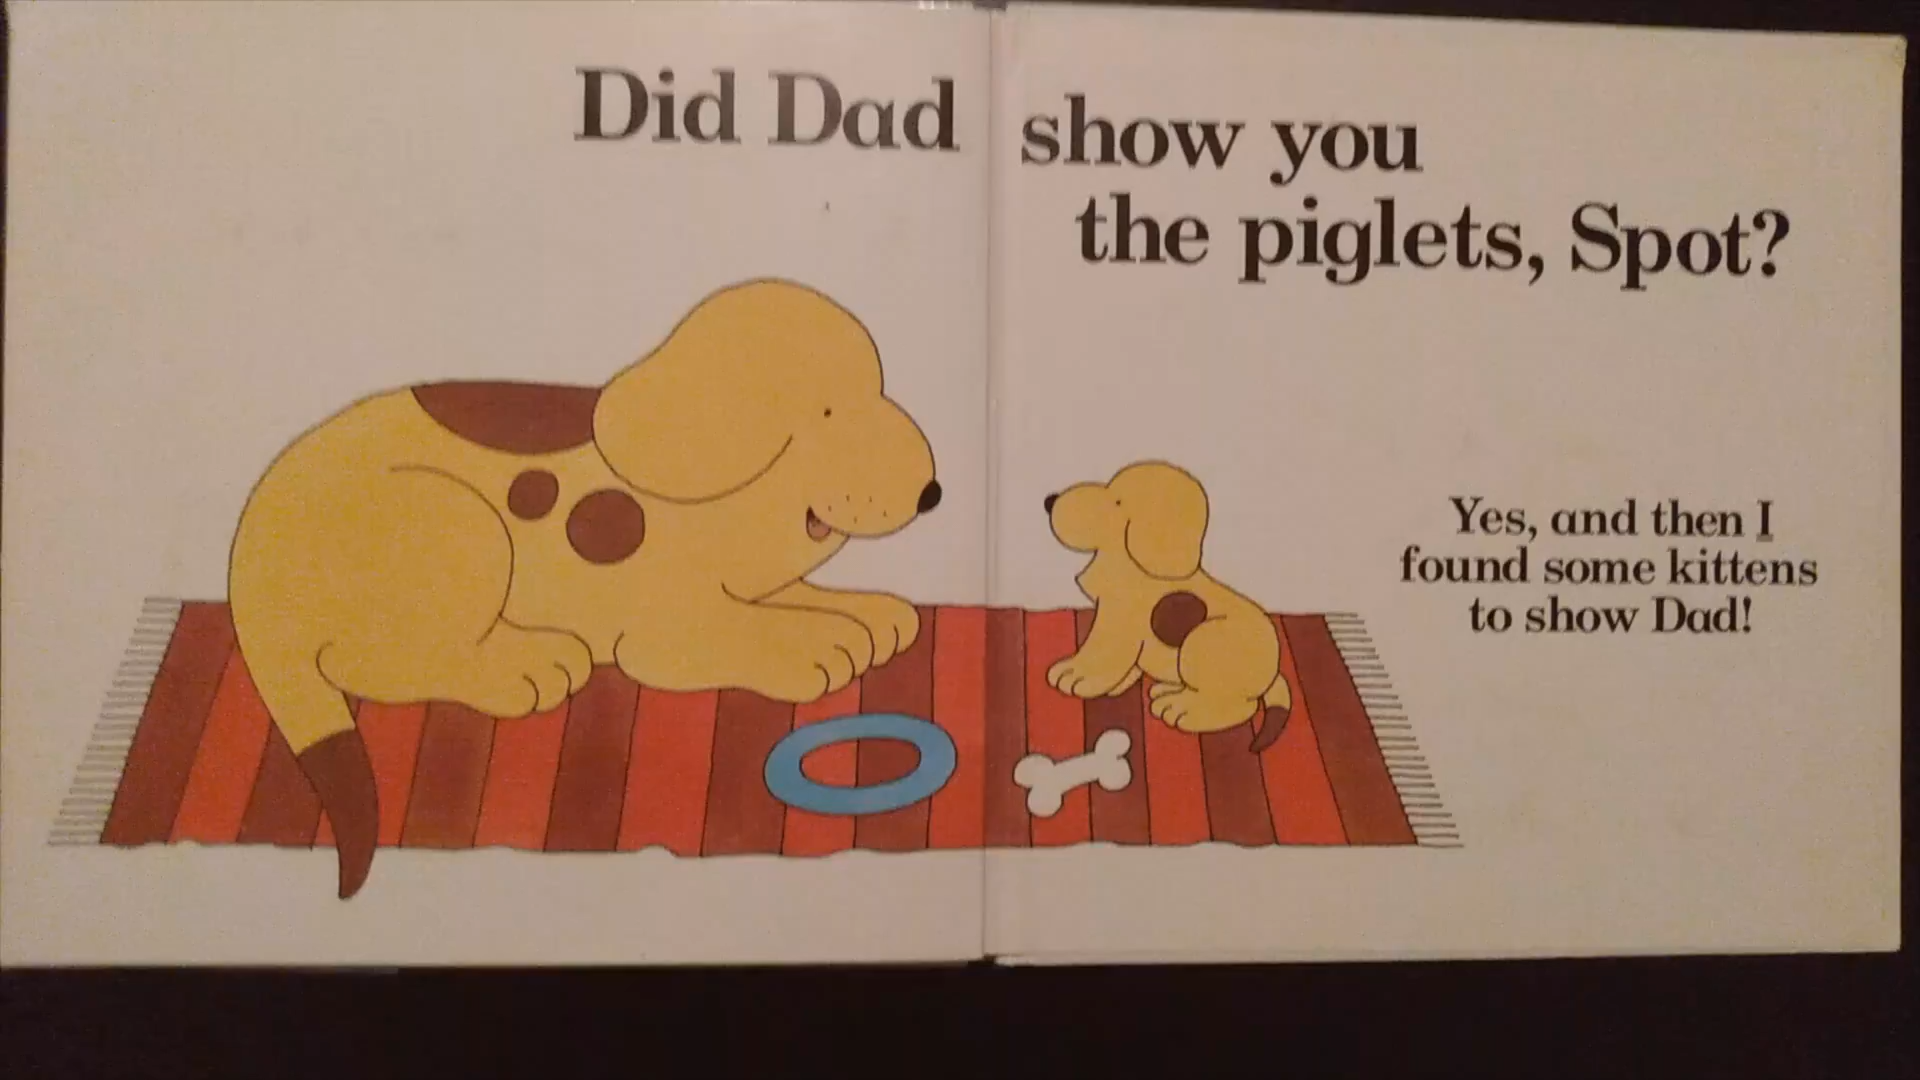 Did Dad show you
the piglets, Spot?
Yes, and then I
found some kittens
to show Dad!